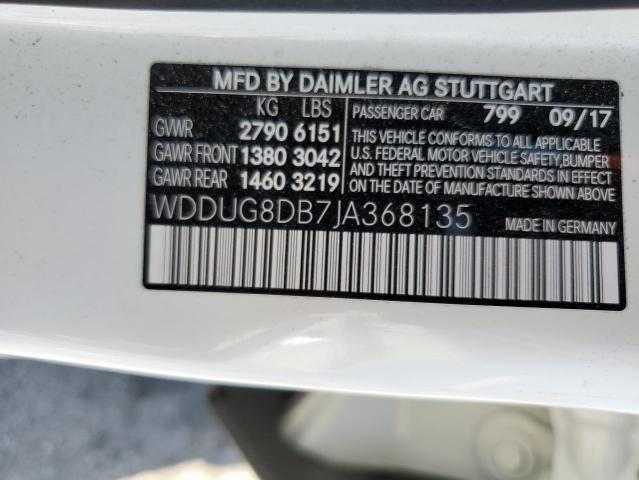 MFD BY DAIMLER AG STUTTGART
KG LBS
GVWR 2790 6151
GAWR FRONT 1380 3042
GAWR REAR 1460 3219
PASSENGER CAR 799 09/17
THIS VEHICLE CONFORMS TO ALL APPLICABLE
U.S. FEDERAL MOTOR VEHICLE SAFETY,BUMPER
AND THEFT PREVENTION STANDARDS IN EFFECT
ON THE DATE OF MANUFACTURE SHOWN ABOVE.
WDDUG8DB7JA368135
MADE IN GERMANY